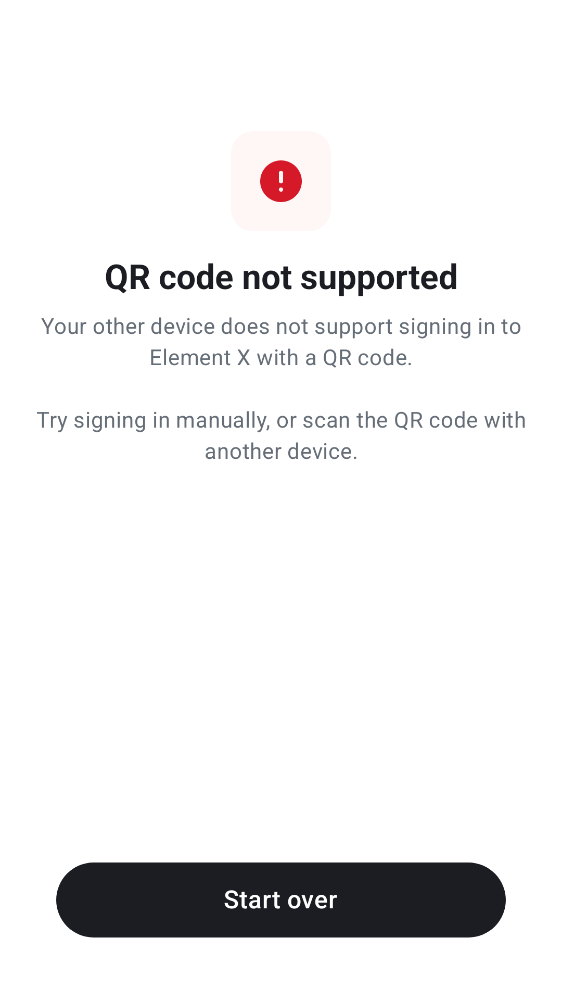 QR code not supported
Your other device does not support signing in to
Element X with a QR code.
Try signing in manually, or scan the QR code with
another device.
Start over